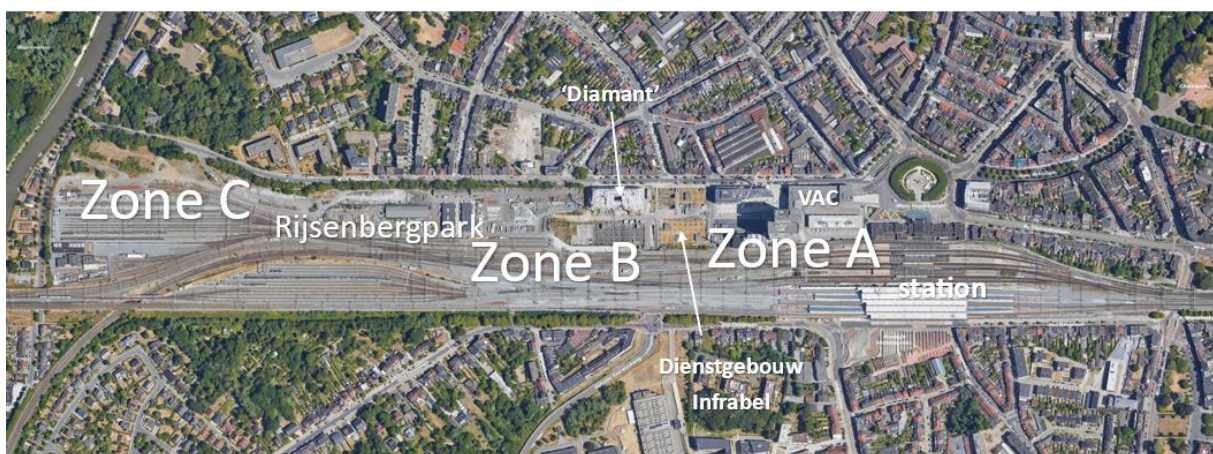 'Diamant'
VAC
Zone C
Rijsenbergpark
Zone B
Zone A
station
Dienstgebouw
Infrabel